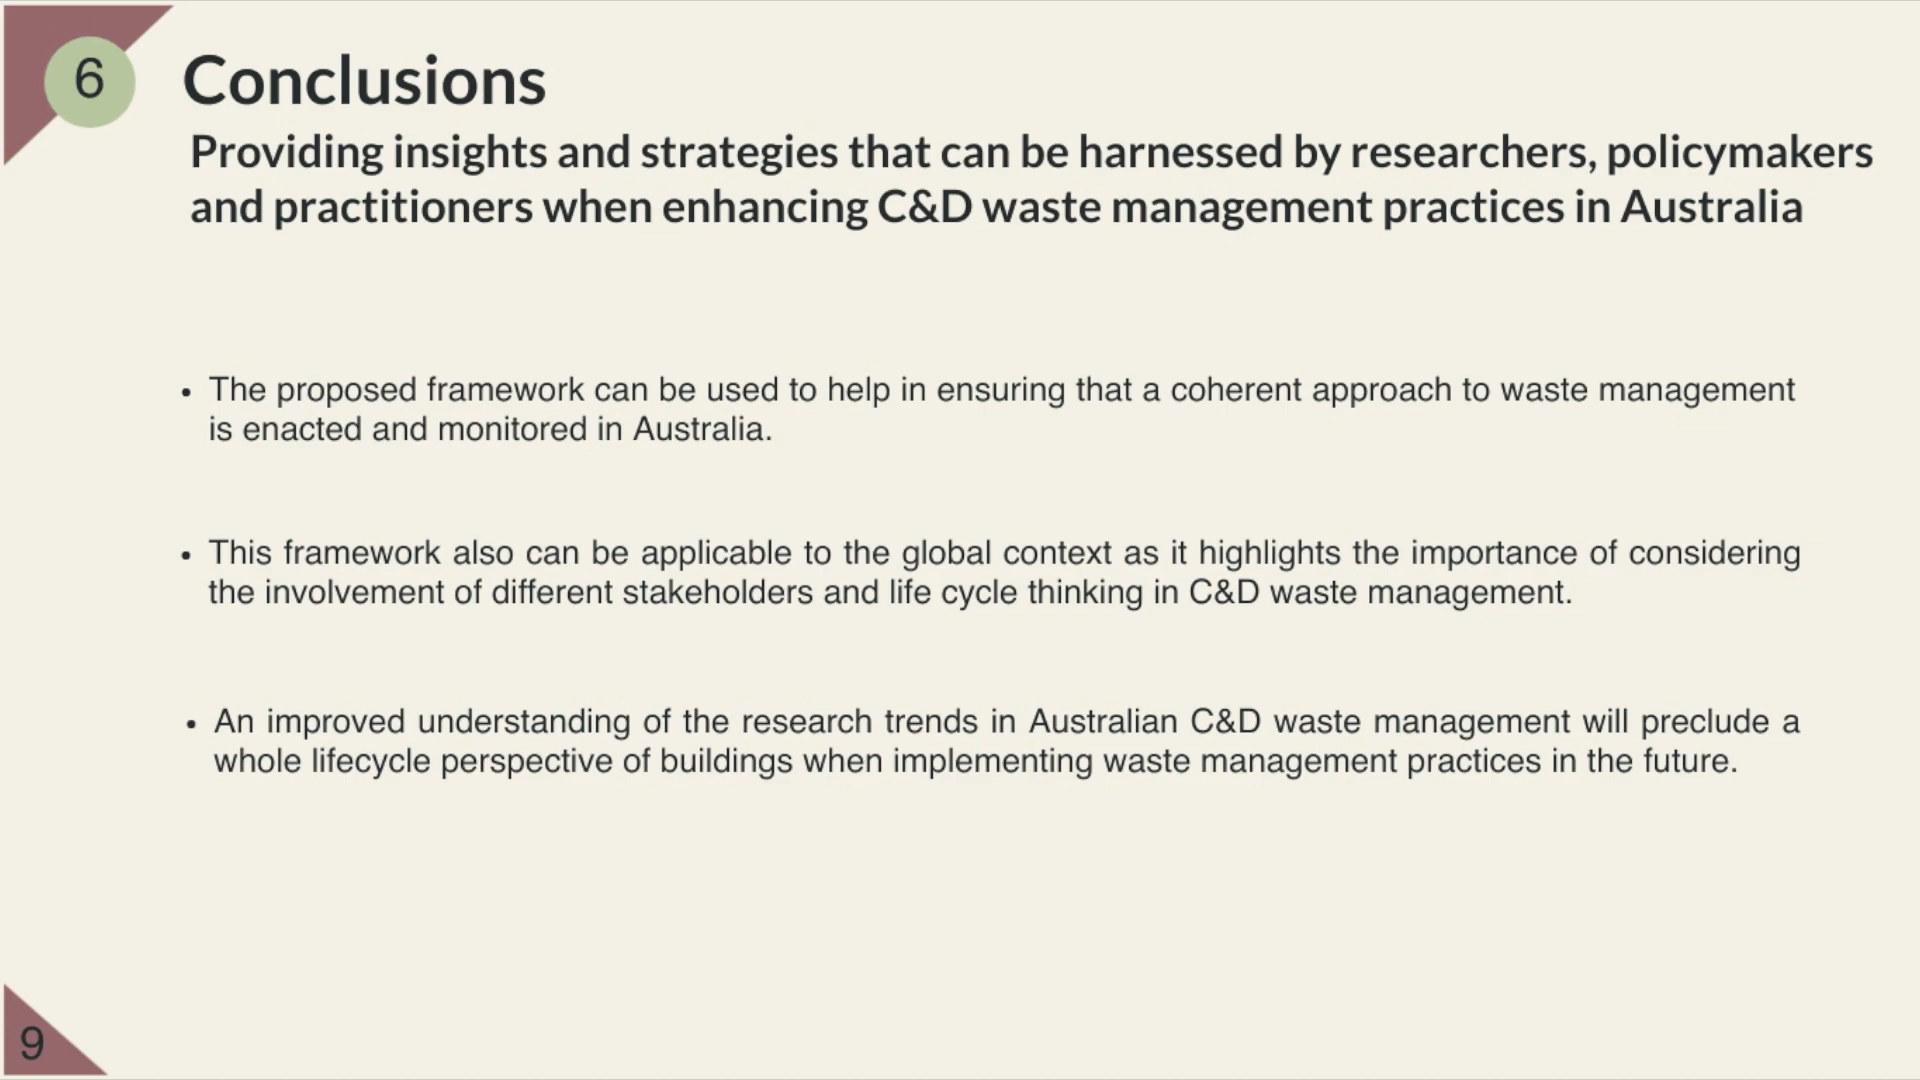 6
Conclusions
Providing insights and strategies that can be harnessed by researchers, policymakers
and practitioners when enhancing C&D waste management practices in Australia
• The proposed framework can be used to help in ensuring that a coherent approach to waste management
is enacted and monitored in Australia.
• This framework also can be applicable to the global context as it highlights the importance of considering
the involvement of different stakeholders and life cycle thinking in C&D waste management.
• An improved understanding of the research trends in Australian C&D waste management will preclude a
whole lifecycle perspective of buildings when implementing waste management practices in the future.
9